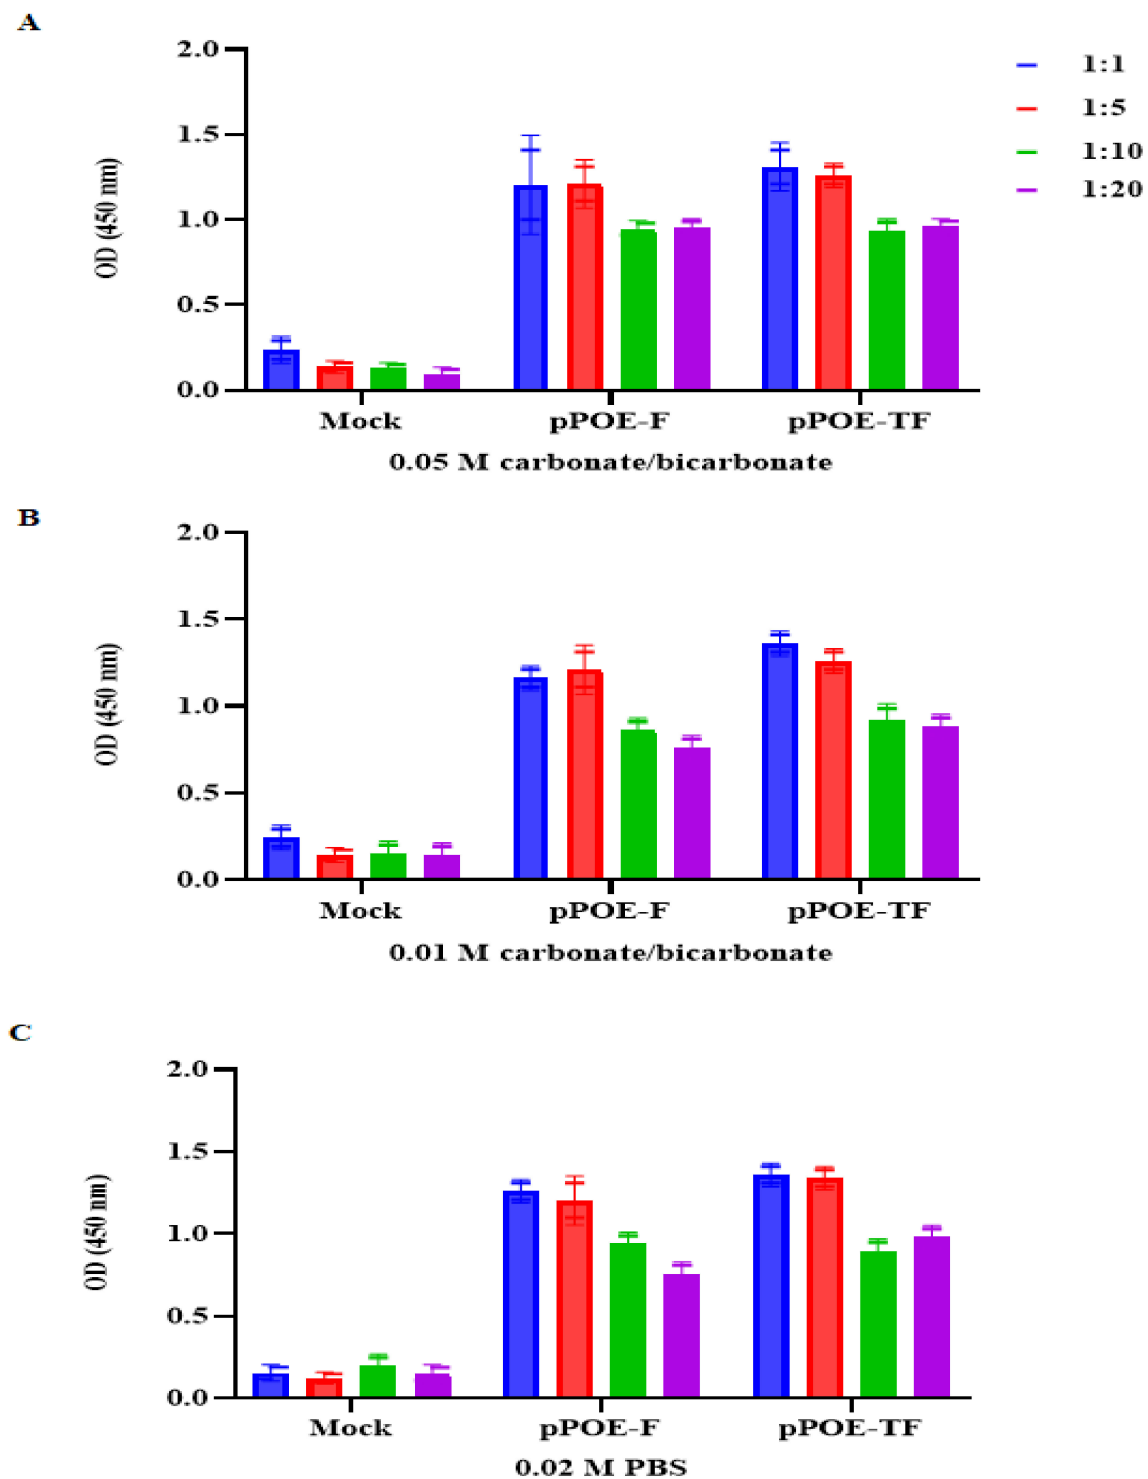 A
2.0
1.5
1.0
0.5
0.0
OD (450 nm)
Mock pPOE-F pPOE-TF
0.05 M carbonate/bicarbonate
1:1
1:5
1:10
1:20
B
2.0
1.5
1.0
0.5
0.0
OD (450 nm)
Mock pPOE-F pPOE-TF
0.01 M carbonate/bicarbonate
C
2.0
1.5
1.0
0.5
0.0
OD (450 nm)
Mock pPOE-F pPOE-TF
0.02 M PBS